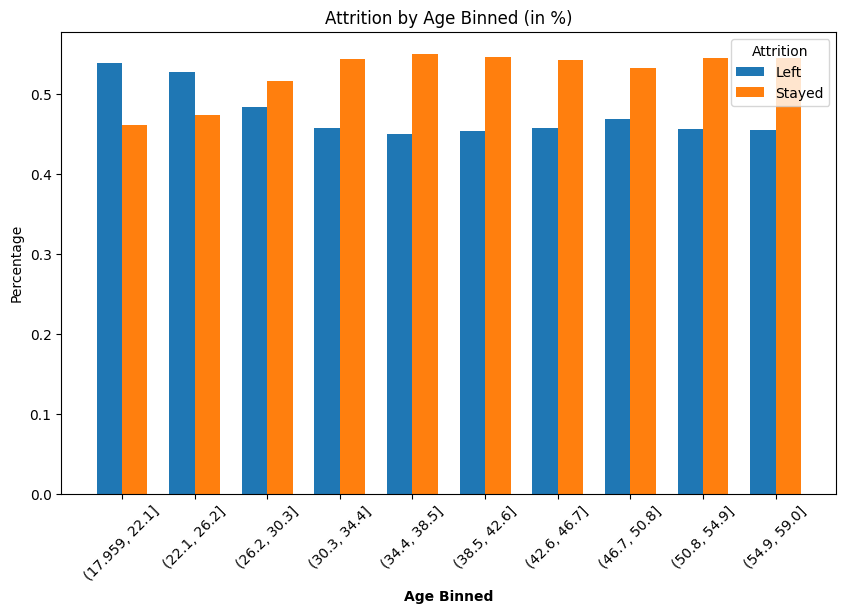 Attrition by Age Binned (in %)
Attrition
Left
Stayed
Percentage
0.5
0.4
0.3
0.2
0.1
0.0
(17.959, 22.1]
(22.1, 26.2]
(26.2, 30.3]
(30.3, 34.4]
(34.4, 38.5]
(38.5, 42.6]
(42.6, 46.7]
(46.7, 50.8]
(50.8, 54.9]
(54.9, 59.0]
Age Binned